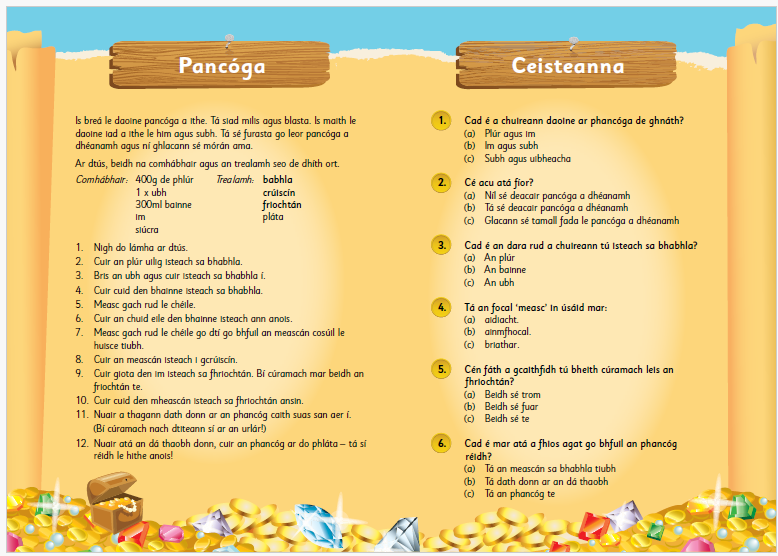 Pancóga
Is breá le daoine pancóga a ithe. Tá siad milis agus blasta. Is maith le
daoine iad a ithe le him agus subh. Tá sé furasta go leor pancóga a
dhéanamh agus ní ghlacann sé mórán ama.
Ar dtús, beidh na comhábhair agus an trealamh seo de dhíth ort.
Comhábhair: 400g de phlúr Trealamh: babhla
1 x ubh crúiscín
300ml bainne friochtán
im pláta
siúcra
1. Nigh do lámha ar dtús.
2. Cuir an plúr uilig isteach sa bhabhla.
3. Bris an ubh agus cuir isteach sa bhabhla í.
4. Cuir cuid den bhainne isteach sa bhabhla.
5. Measc gach rud le chéile.
6. Cuir an chuid eile den bhainne isteach ann anois.
7. Measc gach rud le chéile go dtí go bhfuil an meascán cosúil le
huisce tiubh.
8. Cuir an meascán isteach i gcrúiscín.
9. Cuir giota den im isteach sa fhriochtán. Bí cúramach mar beidh an
friochtán te.
10. Cuir cuid den mheascán isteach sa fhriochtán ansin.
11. Nuair a thagann dath donn ar an phancóg caith suas san aer í.
(Bí cúramach nach dtiteann sí ar an urlár!)
12. Nuair atá an dá thaobh donn, cuir an phancóg ar do phláta – tá sí
réidh le hithe anois!
Ceisteanna
1. Cad é a chuireann daoine ar phancóga de ghnáth?
(a) Plúr agus im
(b) Im agus subh
(c) Subh agus uibheacha
2. Cé acu atá fíor?
(a) Níl sé deacair pancóga a dhéanamh
(b) Tá sé deacair pancóga a dhéanamh
(c) Glacann sé tamall fada le pancóga a dhéanamh
3. Cad é an dara rud a chuireann tú isteach sa bhabhla?
(a) An plúr
(b) An bainne
(c) An ubh
4. Tá an focal ‘measc’ in úsáid mar:
(a) aidiacht.
(b) ainmfhocal.
(c) briathar.
5. Cén fáth a gcaithfidh tú bheith cúramach leis an
fhriochtán?
(a) Beidh sé trom
(b) Beidh sé fuar
(c) Beidh sé te
6. Cad é mar atá a fhios agat go bhfuil an phancóg
réidh?
(a) Tá an meascán sa bhabhla tiubh
(b) Tá dath donn ar an dá thaobh
(c) Tá an phancóg te